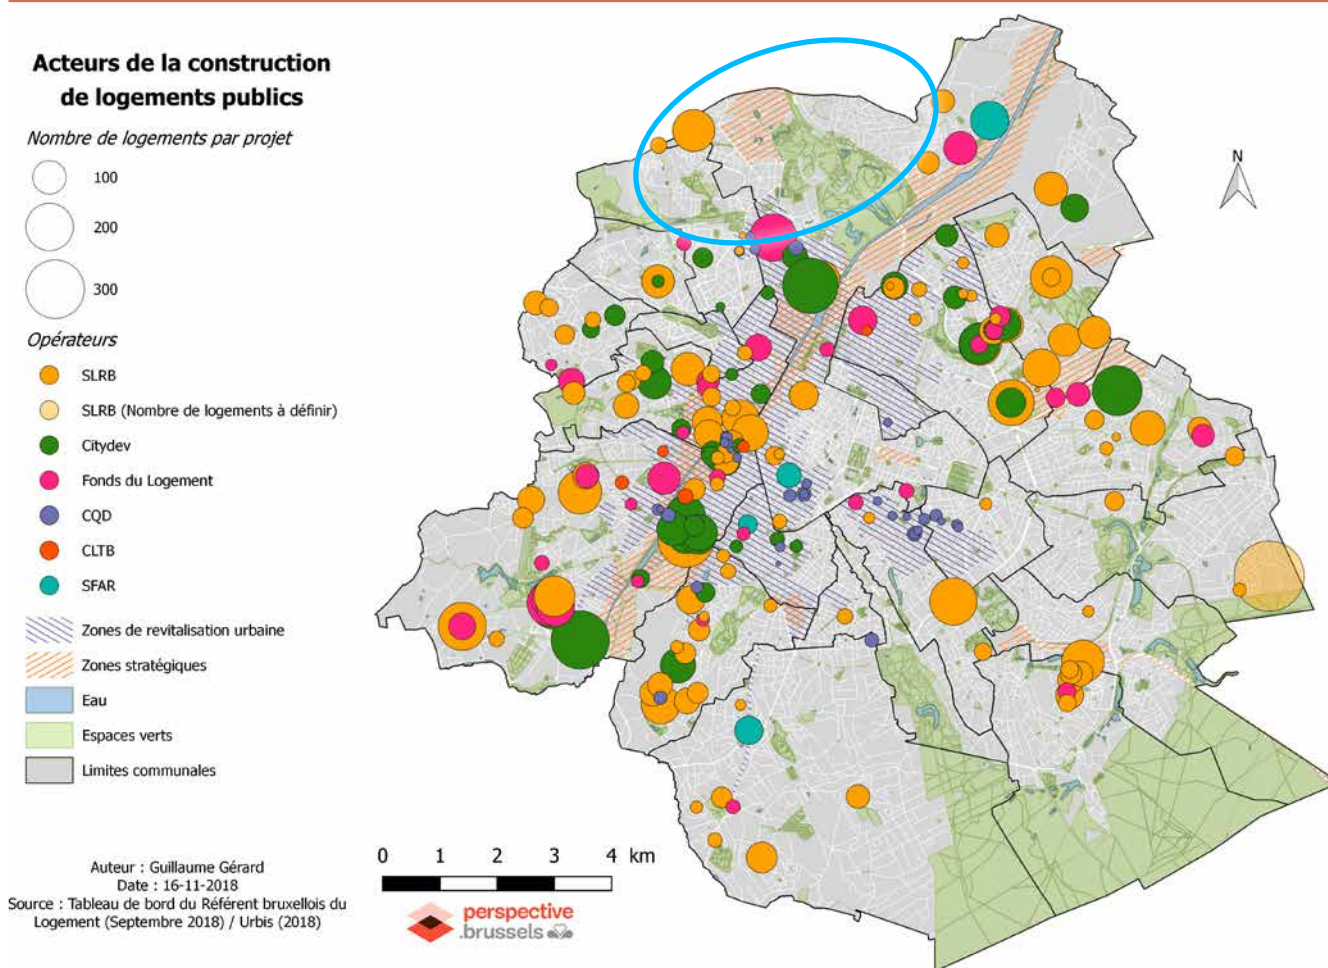 Acteurs de la construction
de logements publics
Nombre de logements par projet
100
200
300
Opérateurs
SLRB
SLRB (Nombre de logements à définir)
Citydev
Fonds du Logement
CQD
CLTB
SFAR
Zones de revitalisation urbaine
Zones stratégiques
Eau
Espaces verts
Limites communales
Auteur : Guillaume Gérard
Date : 16-11-2018
Source : Tableau de bord du Référent bruxellois du
Logement (Septembre 2018) / Urbis (2018)
0 1 2 3 4 km
perspective
.brussels
N